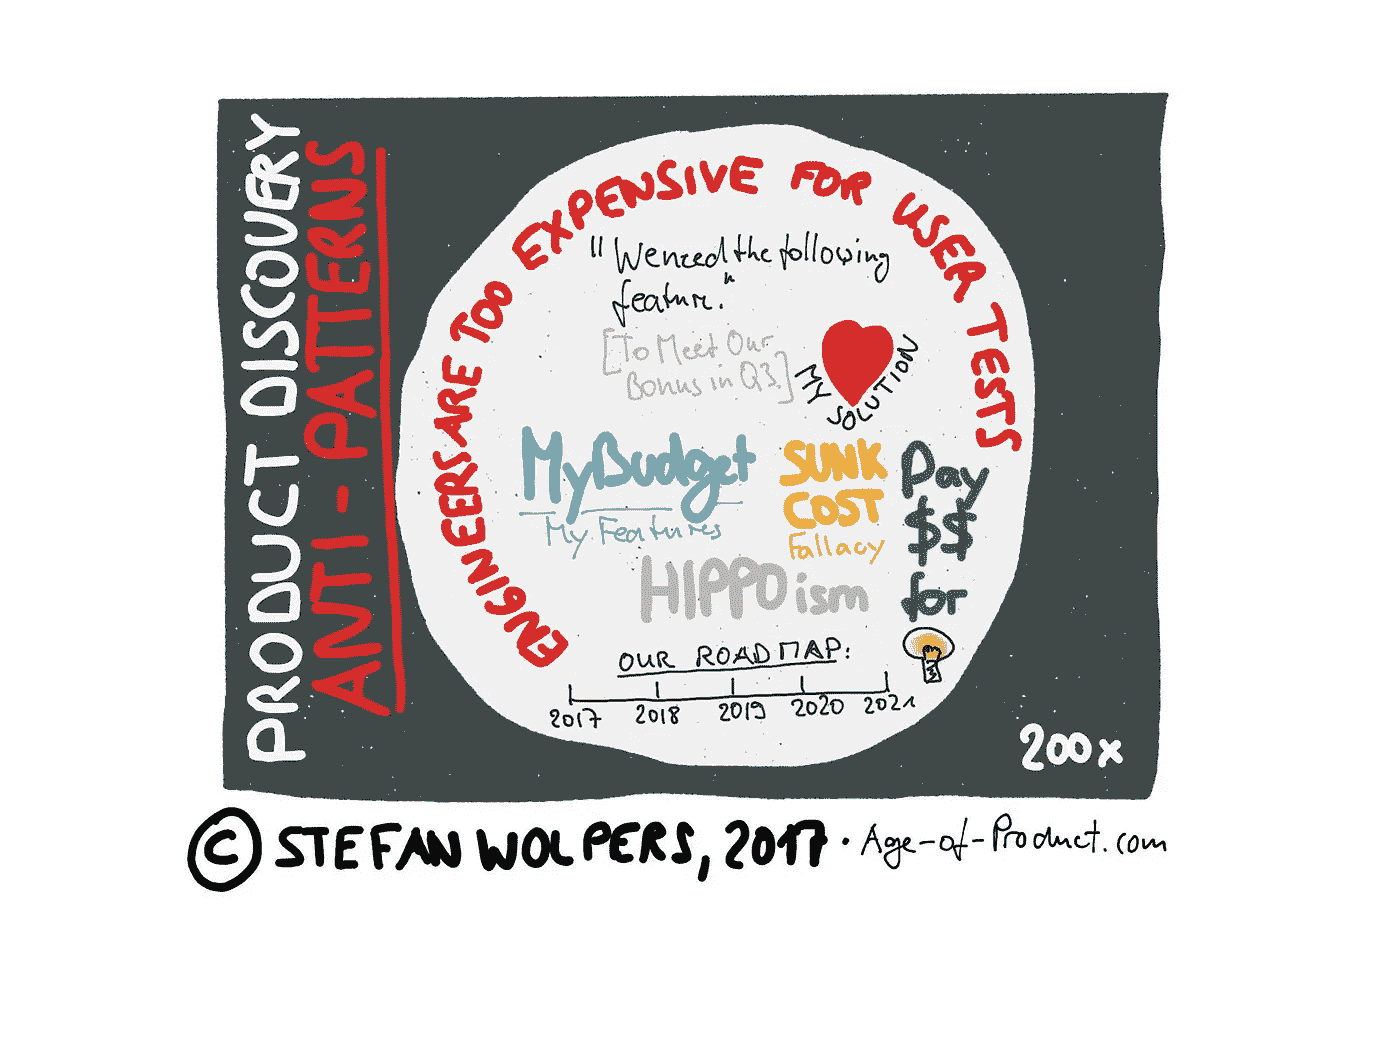 PRODUCT DISCOVERY
ANTI-PATTERNS
ENGINEERS ARE TOO EXPENSIVE FOR USER TESTS
"We need the following
feature."
[To Meet Our
Bonus in Q3.]
MY SOLUTION
My Budget
My Features
SUNK
COST
Fallacy
Pay
$$
for
HIPPOism
OUR ROADMAP:
2017 2018 2019 2020 2021
200x
© STEFAN WOLPERS, 2017 · Age-of-Product.com